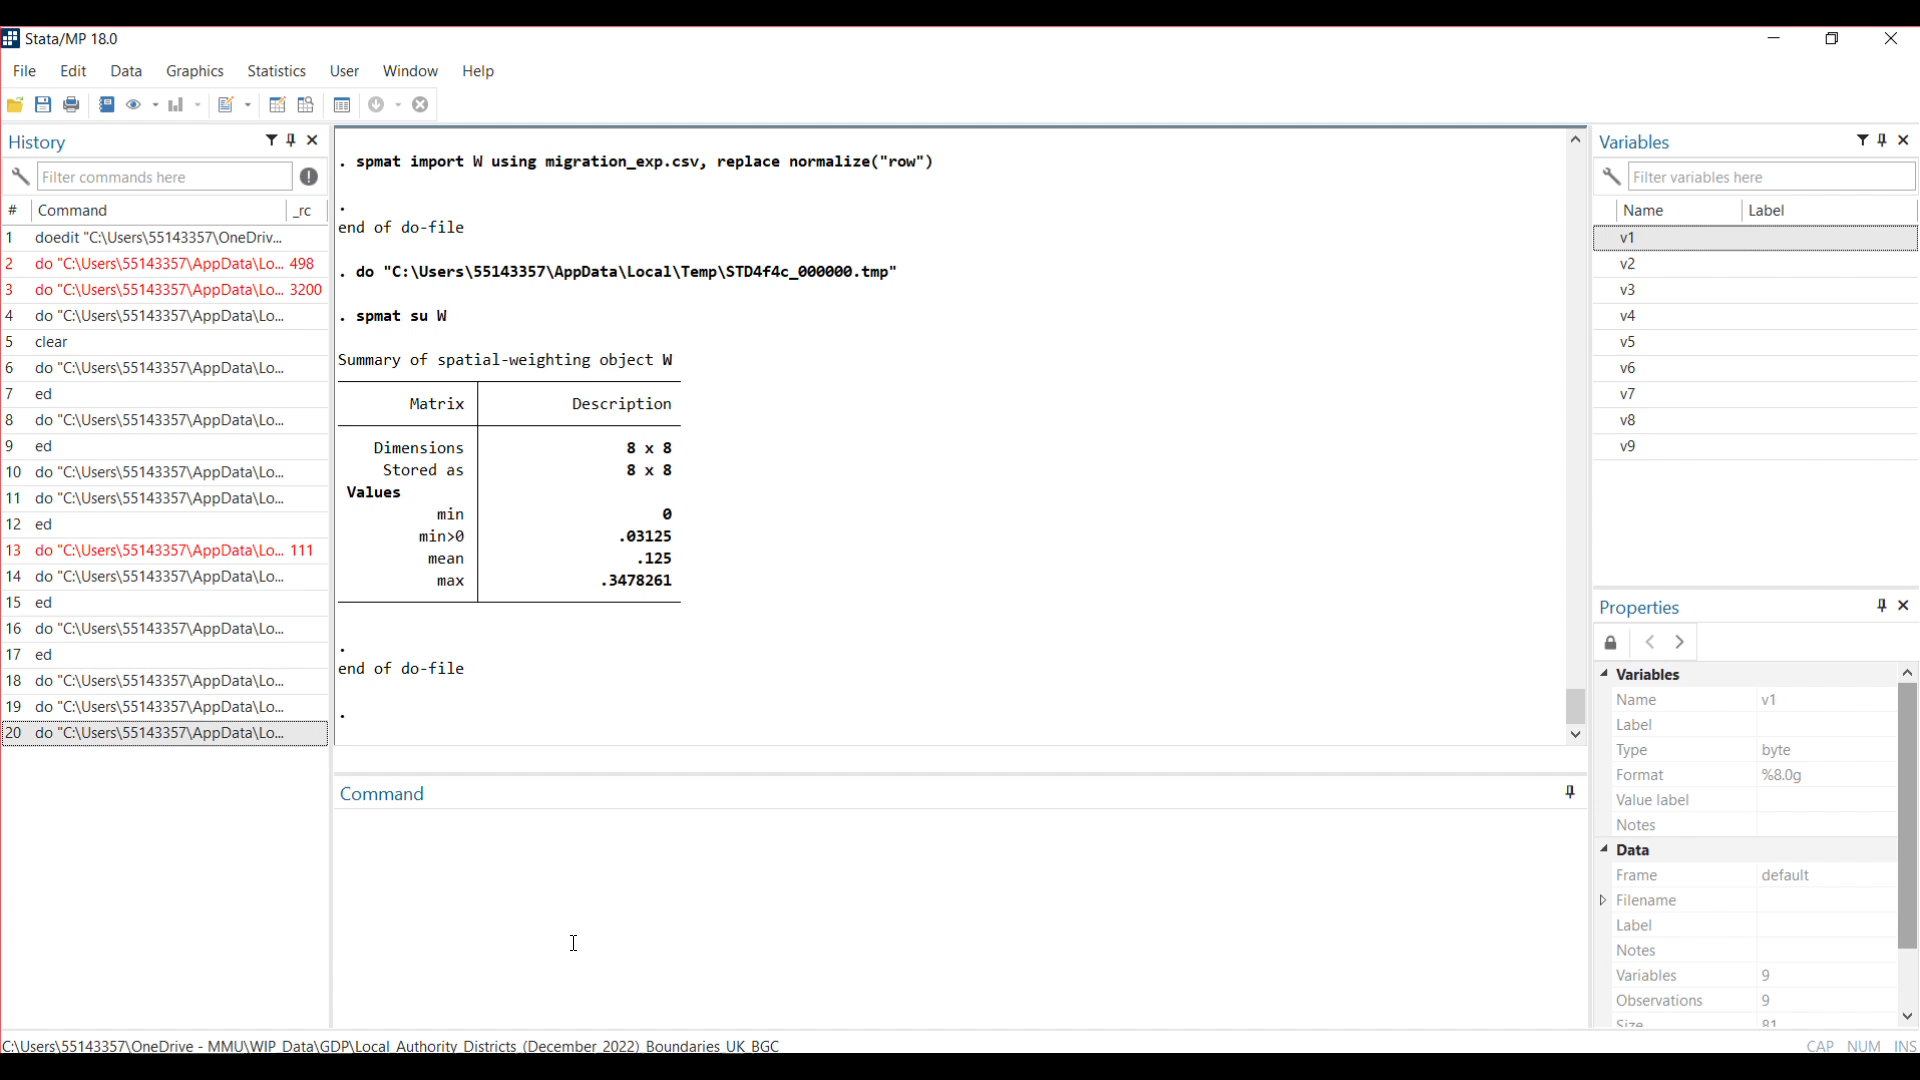 Stata/MP 18.0
File Edit Data Graphics Statistics User Window Help
History
Filter commands here
# Command _rc
1 doedit "C:\Users\55143357\OneDriv...
2 do "C:\Users\55143357\AppData\Lo... 498
3 do "C:\Users\55143357\AppData\Lo... 3200
4 do "C:\Users\55143357\AppData\Lo...
5 clear
6 do "C:\Users\55143357\AppData\Lo...
7 ed
8 do "C:\Users\55143357\AppData\Lo...
9 ed
10 do "C:\Users\55143357\AppData\Lo...
11 do "C:\Users\55143357\AppData\Lo...
12 ed
13 do "C:\Users\55143357\AppData\Lo... 111
14 do "C:\Users\55143357\AppData\Lo...
15 ed
16 do "C:\Users\55143357\AppData\Lo...
17 ed
18 do "C:\Users\55143357\AppData\Lo...
19 do "C:\Users\55143357\AppData\Lo...
20 do "C:\Users\55143357\AppData\Lo...
. spmat import W using migration_exp.csv, replace normalize("row")
.
end of do-file
. do "C:\Users\55143357\AppData\Local\Temp\STD4f4c_000000.tmp"
. spmat su W
Summary of spatial-weighting object W
Matrix Description
Dimensions 8 x 8
Stored as 8 x 8
Values
min 0
min>0 .03125
mean .125
max .3478261
.
end of do-file
.
Command
Variables
Filter variables here
Name Label
v1
v2
v3
v4
v5
v6
v7
v8
v9
Properties
Variables
Name v1
Label
Type byte
Format %8.0g
Value label
Notes
Data
Frame default
Filename
Label
Notes
Variables 9
Observations 9
Size 81
C:\Users\55143357\OneDrive - MMU\WIP_Data\GDP\Local_Authority_Districts_(December_2022)_Boundaries_UK_BGC
CAP NUM INS